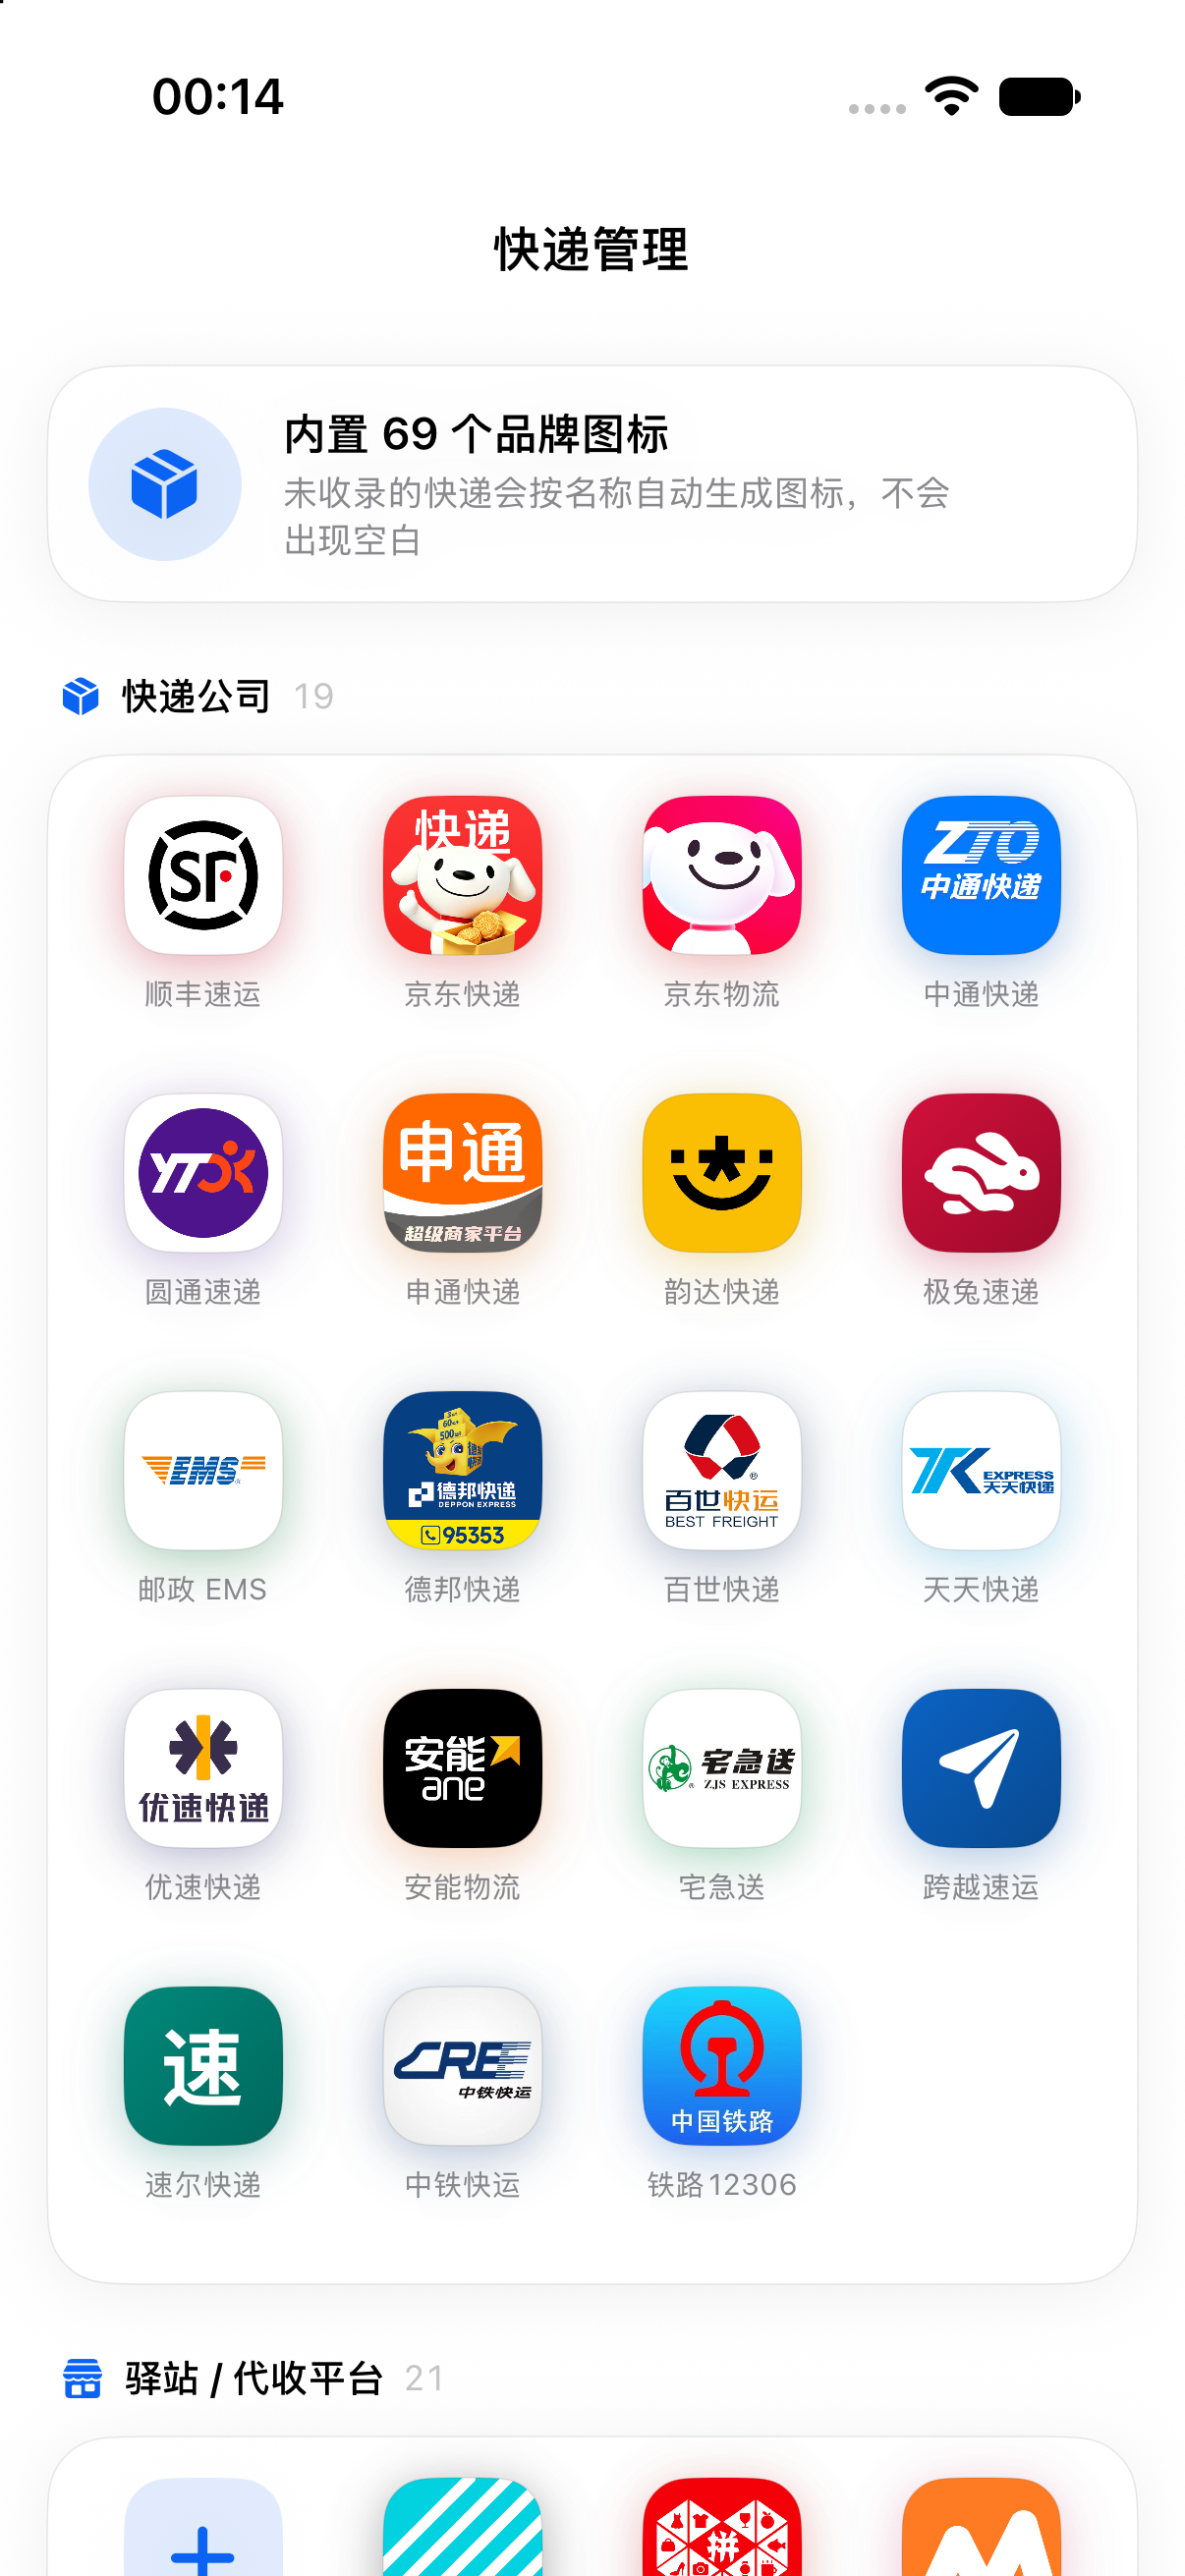 00:14
快递管理
内置 69 个品牌图标
未收录的快递会按名称自动生成图标，不会
出现空白
快递公司 19
SF
快递
ZTO
中通快递
顺丰速运
京东快递
京东物流
中通快递
YTO
申通
超级商家平台
圆通速递
申通快递
韵达快递
极兔速递
EMS
德邦快递
DEPPON EXPRESS
95353
百世快运
BEST FREIGHT
TK
EXPRESS
天天快递
邮政 EMS
德邦快递
百世快递
天天快递
优速快递
安能
ane
宅急送
ZJS EXPRESS
优速快递
安能物流
宅急送
跨越速运
速
CRE
中铁快运
中国铁路
速尔快递
中铁快运
铁路12306
驿站 / 代收平台 21
拼